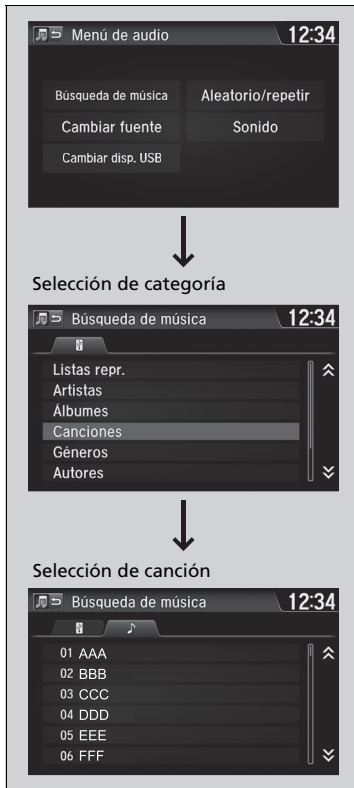 Menú de audio 12:34
Búsqueda de música Aleatorio/repetir
Cambiar fuente Sonido
Cambiar disp. USB
Selección de categoría
Búsqueda de música 12:34
Listas repr.
Artistas
Álbumes
Canciones
Géneros
Autores
Selección de canción
Búsqueda de música 12:34
01 AAA
02 BBB
03 CCC
04 DDD
05 EEE
06 FFF